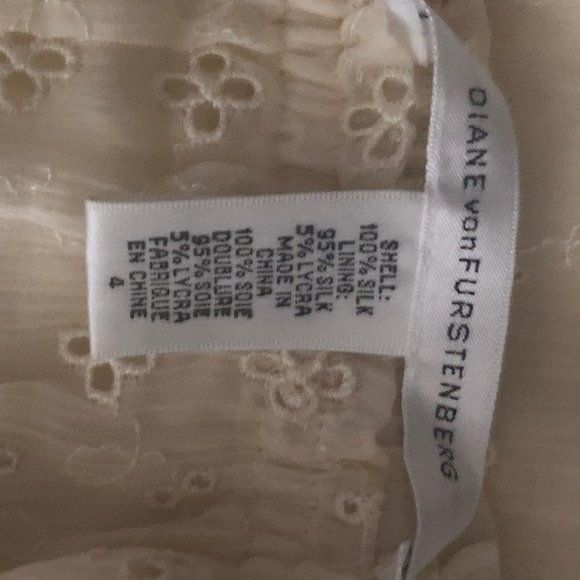 DIANE von FURSTENBERG
SHELL:
100% SILK
LINING:
95% SILK
5% LYCRA
MADE IN
CHINA
100% SOIE
DOUBLURE
95% SOIE
5% LYCRA
FABRIQUE
EN CHINE
4